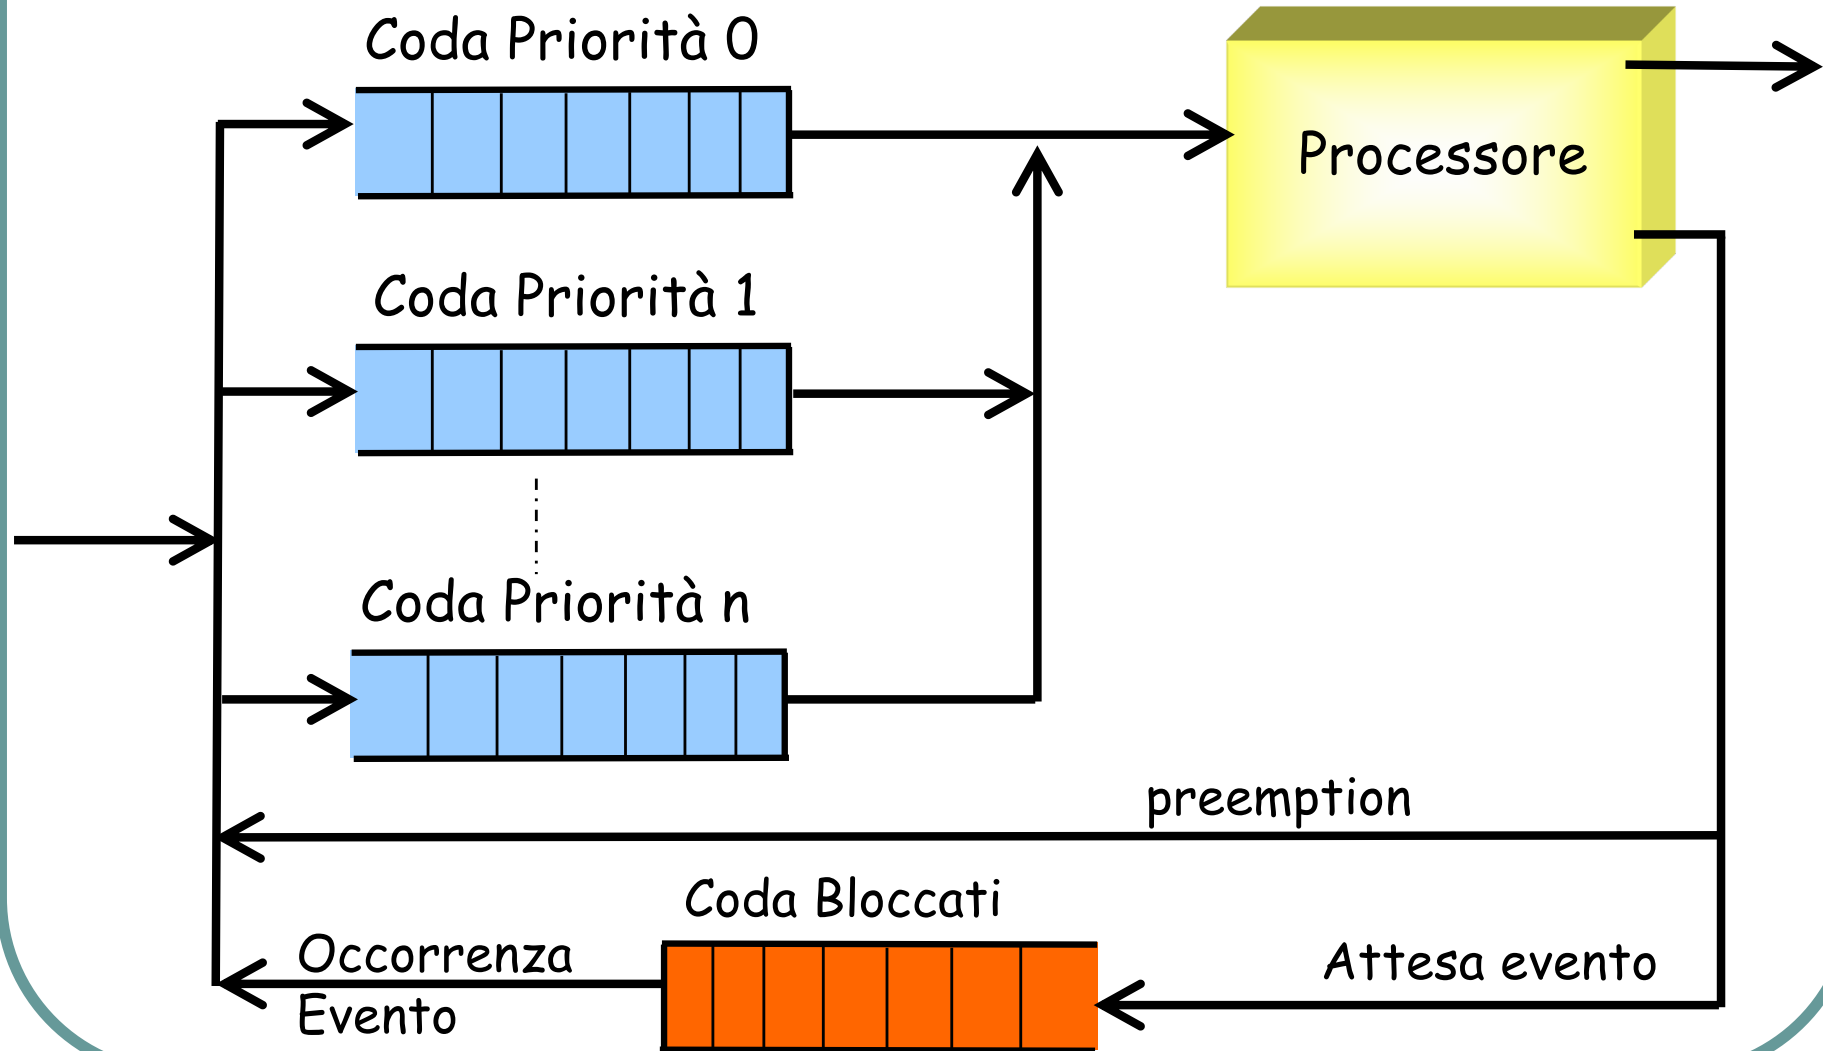 Coda Priorità 0
Processore
Coda Priorità 1
Coda Priorità n
preemption
Coda Bloccati
Occorrenza
Evento
Attesa evento